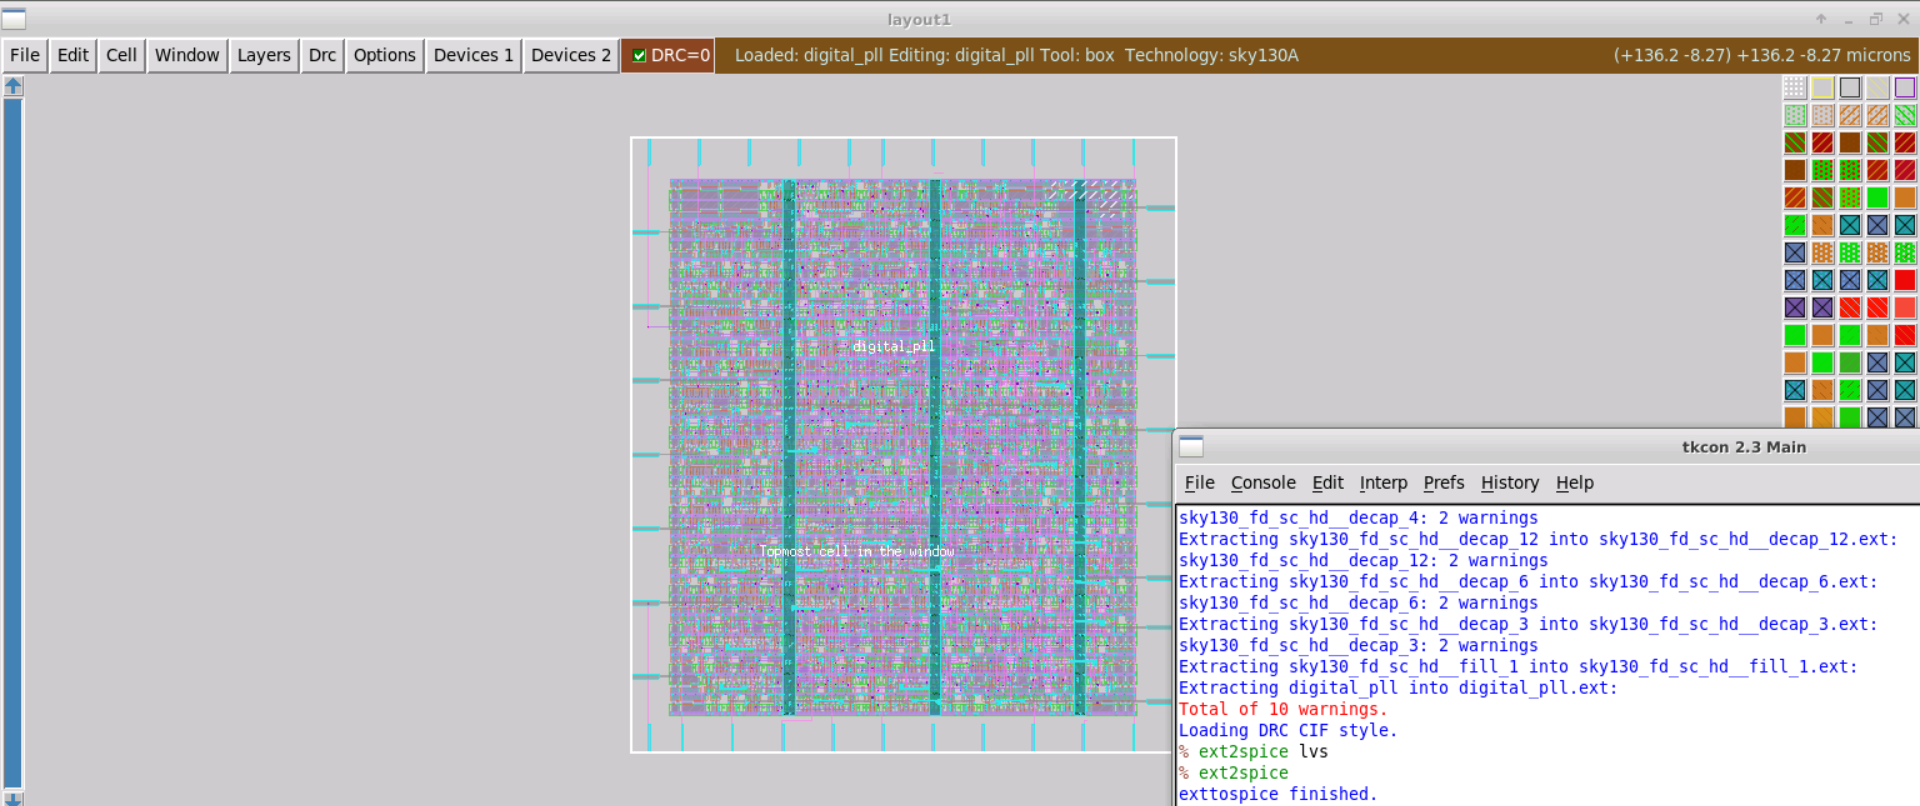 layout1
File Edit Cell Window Layers Drc Options Devices 1 Devices 2 DRC=0 Loaded: digital_pll Editing: digital_pll Tool: box Technology: sky130A (+136.2 -8.27) +136.2 -8.27 microns
digital_pll
Topmost cell in the window
tkcon 2.3 Main
File Console Edit Interp Prefs History Help
sky130_fd_sc_hd__decap_4: 2 warnings
Extracting sky130_fd_sc_hd__decap_12 into sky130_fd_sc_hd__decap_12.ext:
sky130_fd_sc_hd__decap_12: 2 warnings
Extracting sky130_fd_sc_hd__decap_6 into sky130_fd_sc_hd__decap_6.ext:
sky130_fd_sc_hd__decap_6: 2 warnings
Extracting sky130_fd_sc_hd__decap_3 into sky130_fd_sc_hd__decap_3.ext:
sky130_fd_sc_hd__decap_3: 2 warnings
Extracting sky130_fd_sc_hd__fill_1 into sky130_fd_sc_hd__fill_1.ext:
Extracting digital_pll into digital_pll.ext:
Total of 10 warnings.
Loading DRC CIF style.
% ext2spice lvs
% ext2spice
exttospice finished.